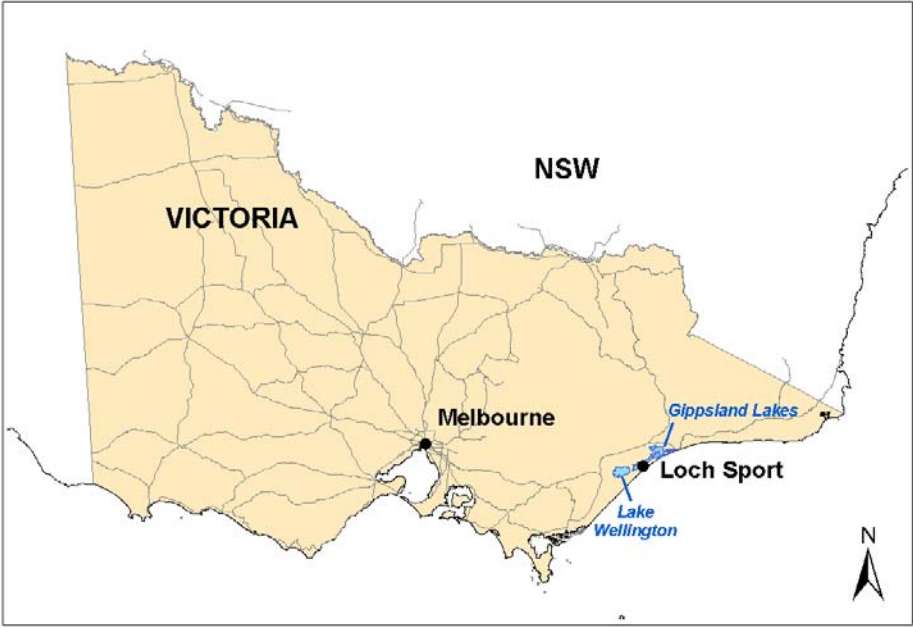 NSW
VICTORIA
Gippsland Lakes
Melbourne
Loch Sport
Lake
Wellington
N